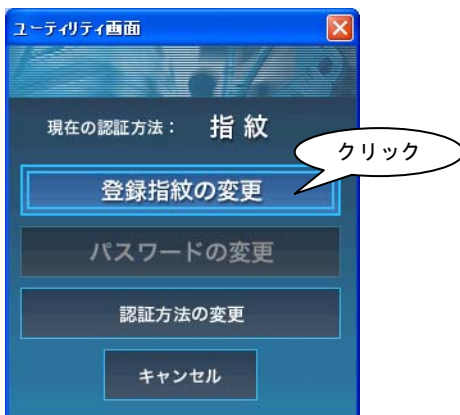 ユーティリティ画面
現在の認証方法： 指紋
クリック
登録指紋の変更
パスワードの変更
認証方法の変更
キャンセル